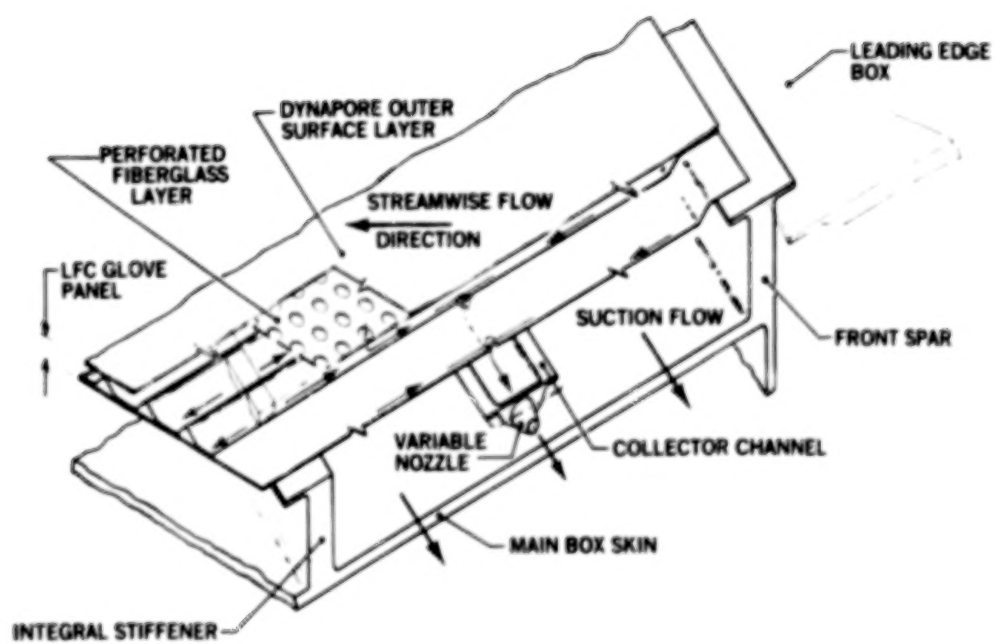 LEADING EDGE
BOX
DYNAPORE OUTER
SURFACE LAYER
PERFORATED
FIBERGLASS
LAYER
STREAMWISE FLOW
DIRECTION
LFC GLOVE
PANEL
SUCTION FLOW
FRONT SPAR
VARIABLE
NOZZLE
COLLECTOR CHANNEL
MAIN BOX SKIN
INTEGRAL STIFFENER